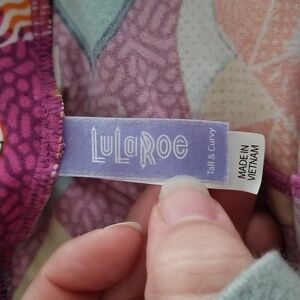 LuLaRoe
Tall & Curvy
MADE IN
VIETNAM